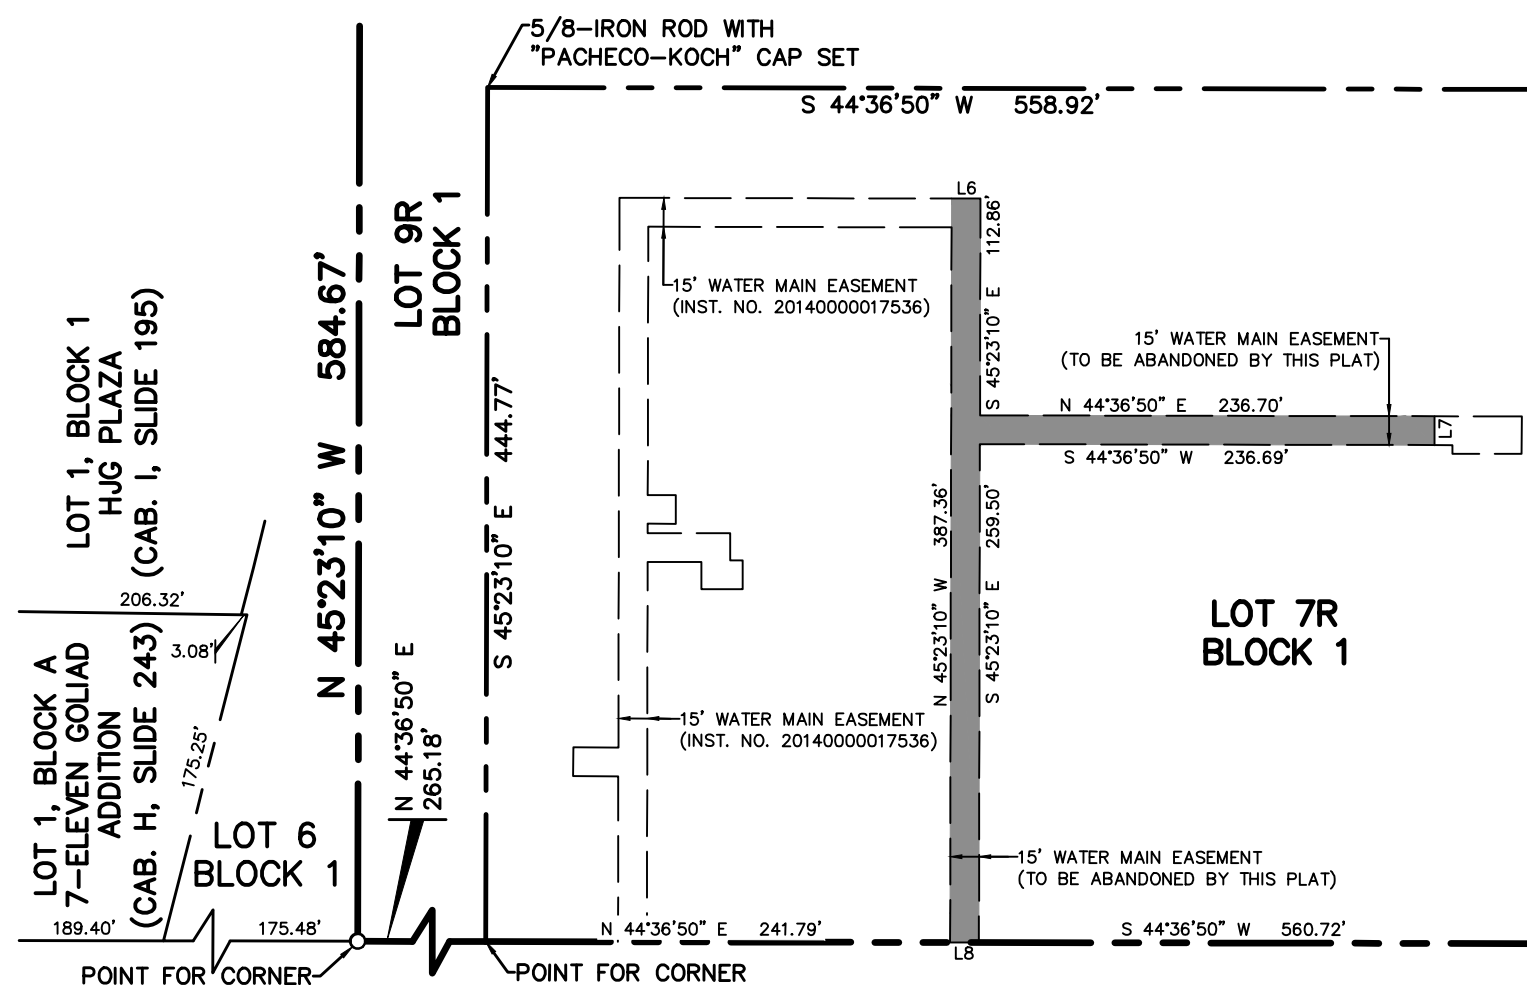 5/8-IRON ROD WITH
"PACHECO-KOCH" CAP SET
S 44°36'50" W 558.92'
L6
S 45°23'10" E 112.86'
LOT 9R
BLOCK 1
N 45°23'10" W 584.67'
S 45°23'10" E 444.77'
15' WATER MAIN EASEMENT
(INST. NO. 20140000017536)
15' WATER MAIN EASEMENT
(TO BE ABANDONED BY THIS PLAT)
N 44°36'50" E 236.70'
L7
S 44°36'50" W 236.69'
LOT 1, BLOCK 1
HJG PLAZA
(CAB. I, SLIDE 195)
206.32'
3.08'
LOT 1, BLOCK A
7-ELEVEN GOLIAD
ADDITION
(CAB. H, SLIDE 243)
175.25'
N 45°23'10" W 387.36'
S 45°23'10" E 259.50'
LOT 7R
BLOCK 1
N 44°36'50" E
265.18'
15' WATER MAIN EASEMENT
(INST. NO. 20140000017536)
LOT 6
BLOCK 1
15' WATER MAIN EASEMENT
(TO BE ABANDONED BY THIS PLAT)
189.40'
175.48'
N 44°36'50" E 241.79'
S 44°36'50" W 560.72'
L8
POINT FOR CORNER
POINT FOR CORNER